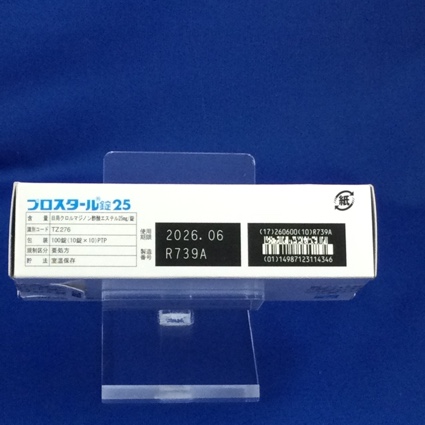 プロスタール®錠25
含　量 日局クロルマジノン酢酸エステル25mg/錠
識別コード TZ276
包　装 100錠(10錠×10)PTP
規制区分 要処方
貯　法 室温保存
使用期限 2026.06
製造番号 R739A
(17)260600(10)R739A
(01)14987123114346
紙